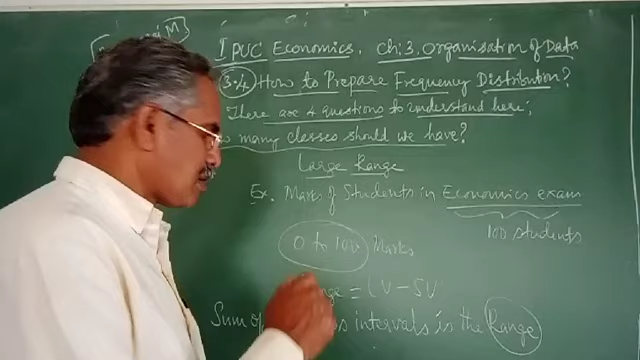 I PUC Economics. Ch:3. Organisation of Data
3.4 How to Prepare Frequency Distribution?
There are 4 questions to understand here;
many classes should we have?
Large Range
Ex. Marks of Students in Economics exam
100 students
0 to 100 Marks
= LV - SV
Sum intervals is the Range